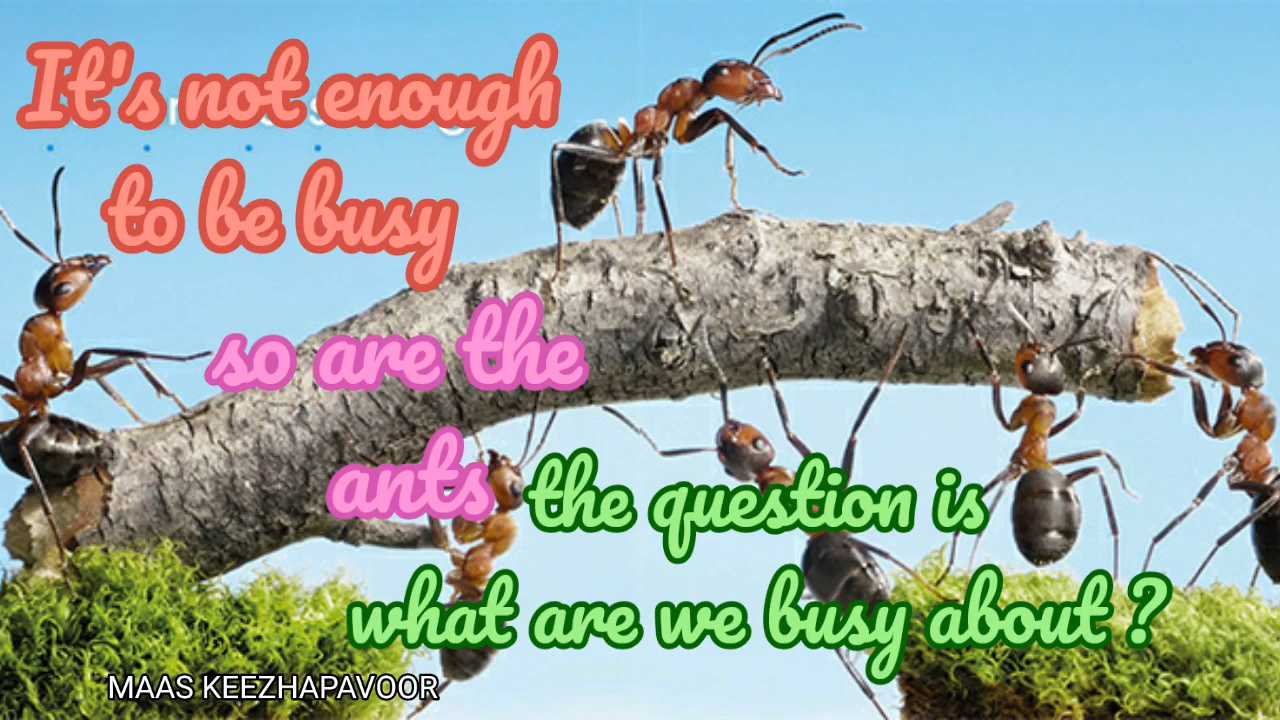 It's not enough
to be busy
so are the
ants the question is
what are we busy about ?
MAAS KEEZHAPAVOOR